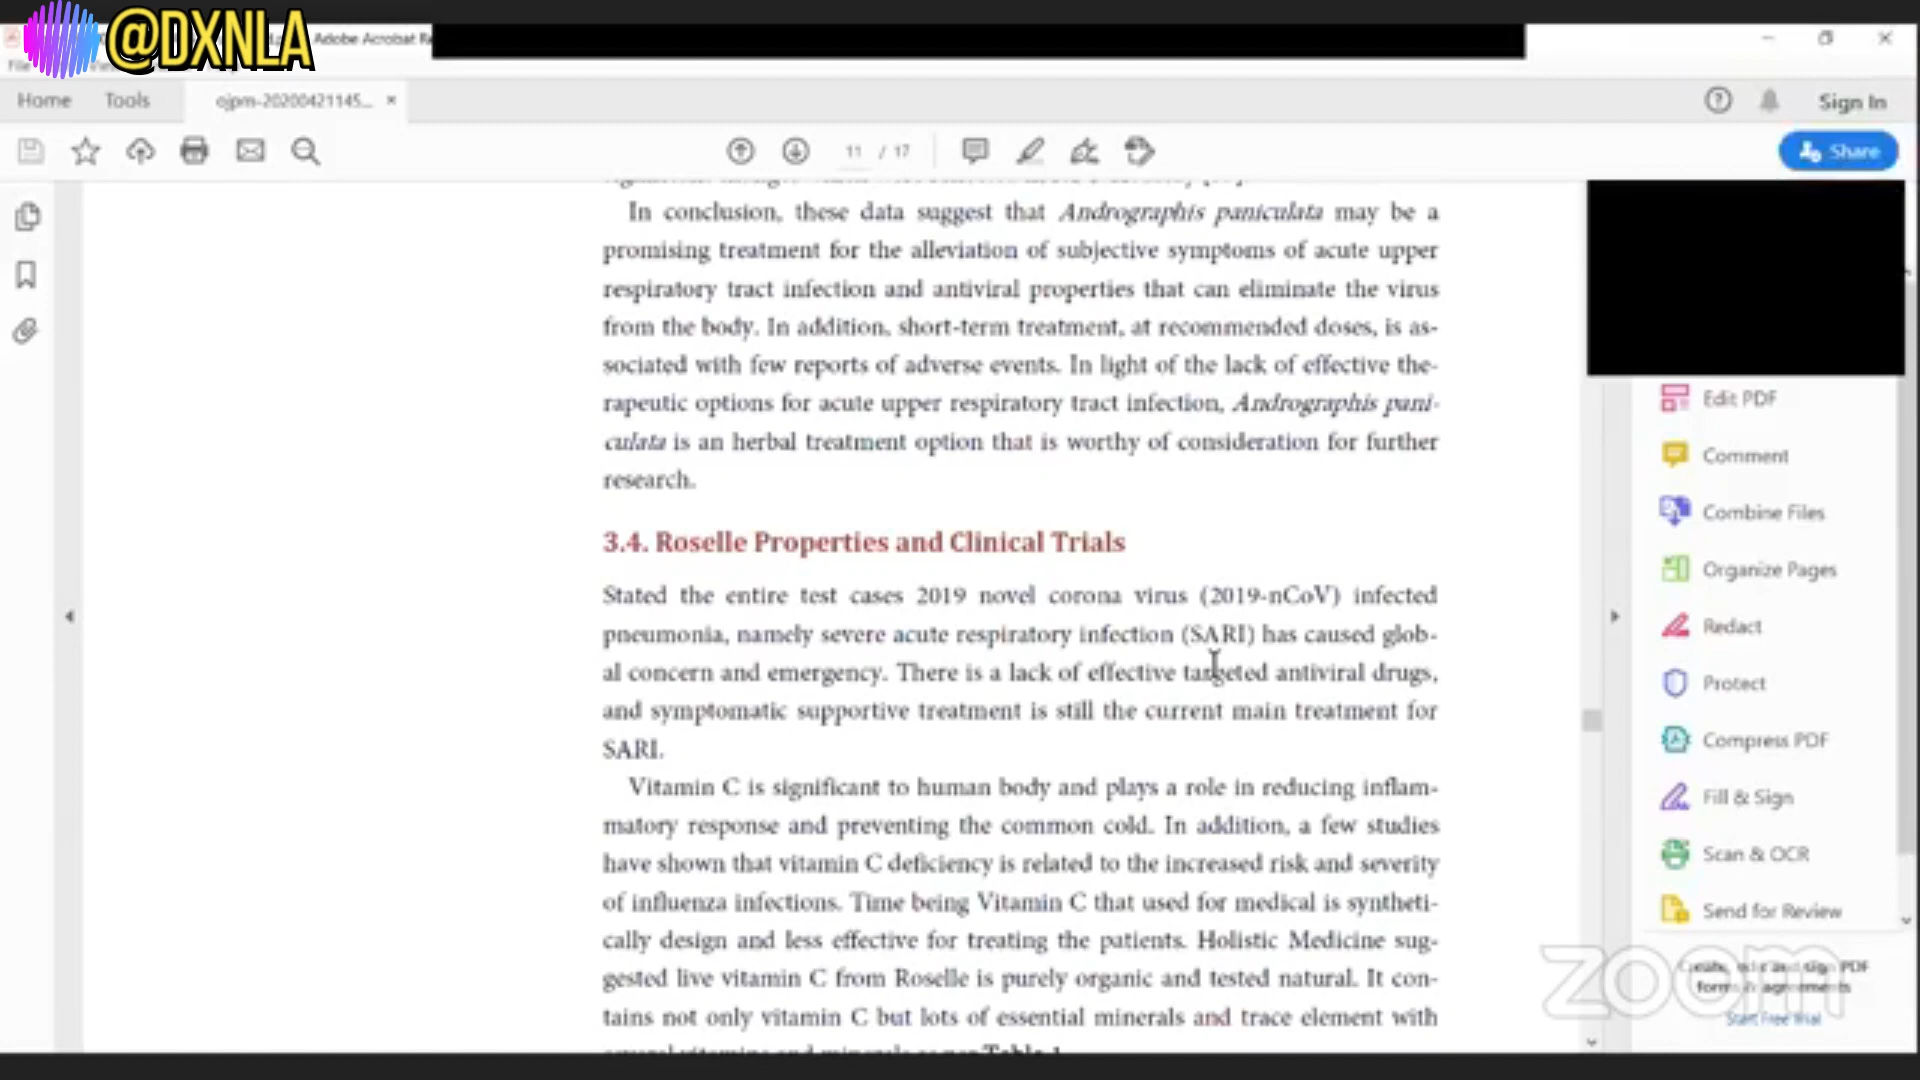 @DXNLA
Adobe Acrobat Re
File
Home Tools ojpm-20200421145... × Sign In
11 / 17
Share
In conclusion, these data suggest that Andrographis paniculata may be a
promising treatment for the alleviation of subjective symptoms of acute upper
respiratory tract infection and antiviral properties that can eliminate the virus
from the body. In addition, short-term treatment, at recommended doses, is as-
sociated with few reports of adverse events. In light of the lack of effective the-
rapeutic options for acute upper respiratory tract infection, Andrographis pani-
culata is an herbal treatment option that is worthy of consideration for further
research.
3.4. Roselle Properties and Clinical Trials
Stated the entire test cases 2019 novel corona virus (2019-nCoV) infected
pneumonia, namely severe acute respiratory infection (SARI) has caused glob-
al concern and emergency. There is a lack of effective targeted antiviral drugs,
and symptomatic supportive treatment is still the current main treatment for
SARI.
Vitamin C is significant to human body and plays a role in reducing inflam-
matory response and preventing the common cold. In addition, a few studies
have shown that vitamin C deficiency is related to the increased risk and severity
of influenza infections. Time being Vitamin C that used for medical is syntheti-
cally design and less effective for treating the patients. Holistic Medicine sug-
gested live vitamin C from Roselle is purely organic and tested natural. It con-
tains not only vitamin C but lots of essential minerals and trace element with
Edit PDF
Comment
Combine Files
Organize Pages
Redact
Protect
Compress PDF
Fill & Sign
Scan & OCR
Send for Review
Create, edit and sign PDF
forms & agreements
Start Free Trial
zoom